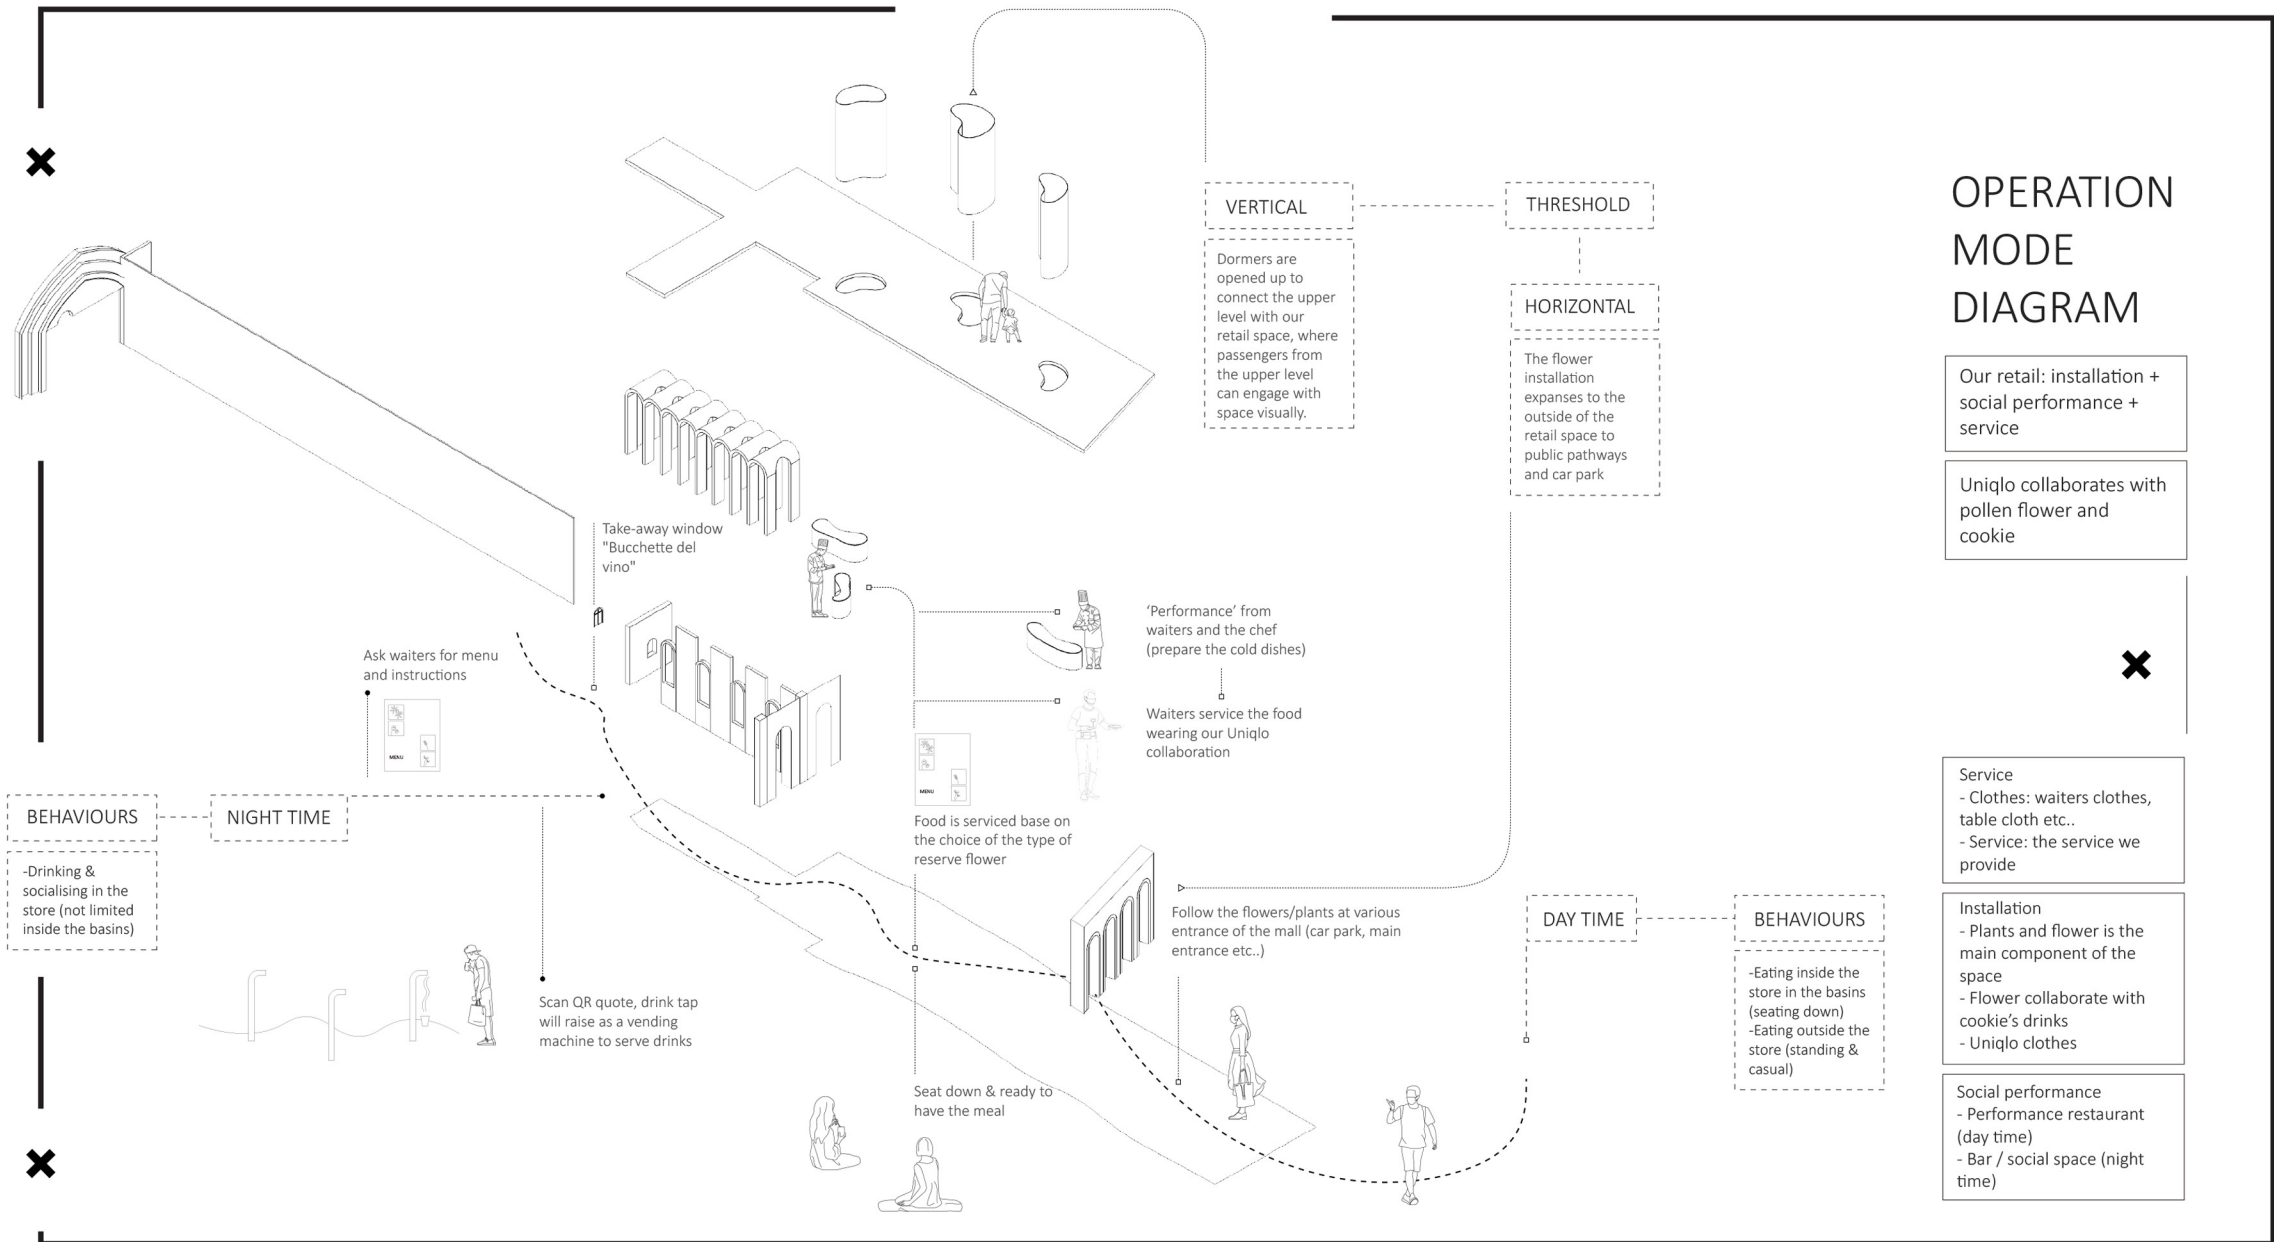 OPERATION
MODE
DIAGRAM
Our retail: installation +
social performance +
service
Uniqlo collaborates with
pollen flower and
cookie
Service
- Clothes: waiters clothes,
table cloth etc..
- Service: the service we
provide
Installation
- Plants and flower is the
main component of the
space
- Flower collaborate with
cookie's drinks
- Uniqlo clothes
Social performance
- Performance restaurant
(day time)
- Bar / social space (night
time)
VERTICAL
Dormers are
opened up to
connect the upper
level with our
retail space, where
passengers from
the upper level
can engage with
space visually.
THRESHOLD
HORIZONTAL
The flower
installation
expanses to the
outside of the
retail space to
public pathways
and car park
Take-away window
"Bucchette del
vino"
'Performance' from
waiters and the chef
(prepare the cold dishes)
Waiters service the food
wearing our Uniqlo
collaboration
Ask waiters for menu
and instructions
MENU
MENU
Food is serviced base on
the choice of the type of
reserve flower
BEHAVIOURS
NIGHT TIME
-Drinking &
socialising in the
store (not limited
inside the basins)
Scan QR quote, drink tap
will raise as a vending
machine to serve drinks
Seat down & ready to
have the meal
Follow the flowers/plants at various
entrance of the mall (car park, main
entrance etc..)
DAY TIME
BEHAVIOURS
-Eating inside the
store in the basins
(seating down)
-Eating outside the
store (standing &
casual)